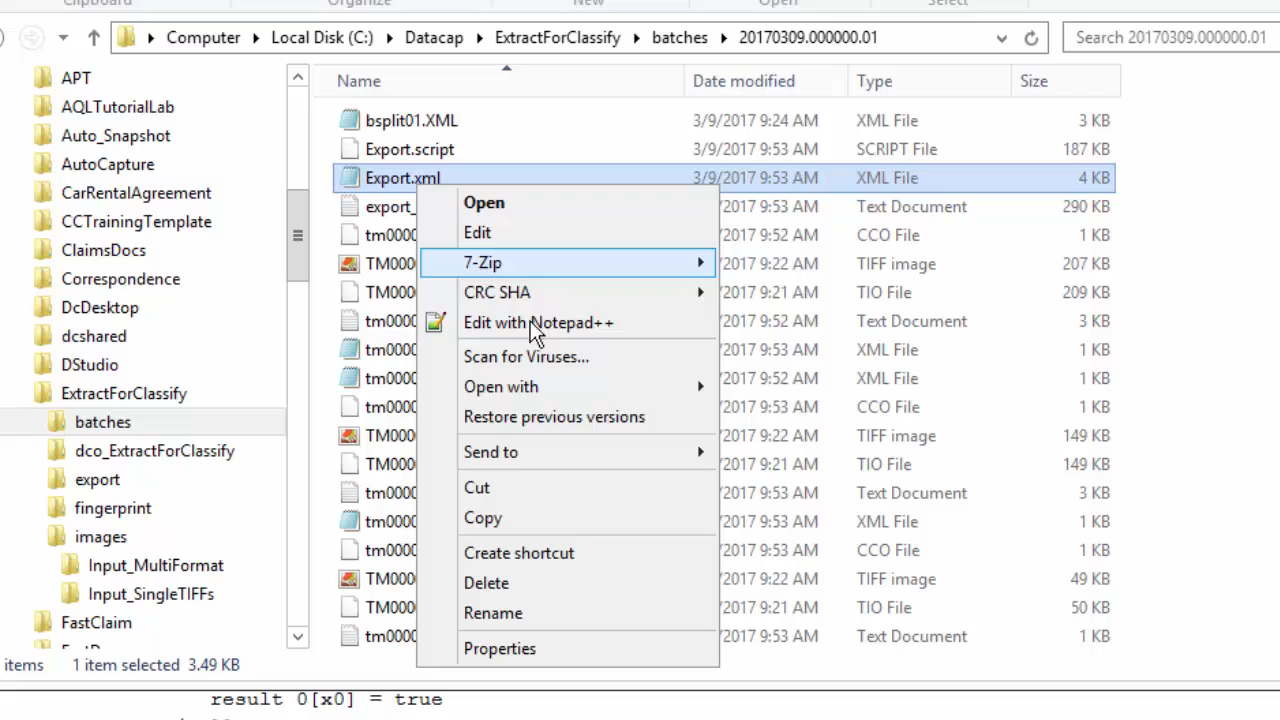 Clipboard Organize New Open Select
Computer Local Disk (C:) Datacap ExtractForClassify batches 20170309.000000.01 Search 20170309.000000.01
APT
AQLTutorialLab
Auto_Snapshot
AutoCapture
CarRentalAgreement
CCTrainingTemplate
ClaimsDocs
Correspondence
DcDesktop
dcshared
DStudio
ExtractForClassify
batches
dco_ExtractForClassify
export
fingerprint
images
Input_MultiFormat
Input_SingleTIFFs
FastClaim
Name Date modified Type Size
bsplit01.XML 3/9/2017 9:24 AM XML File 3 KB
Export.script 3/9/2017 9:53 AM SCRIPT File 187 KB
Export.xml 3/9/2017 9:53 AM XML File 4 KB
export_ /2017 9:53 AM Text Document 290 KB
tm0000 /2017 9:52 AM CCO File 1 KB
TM000 /2017 9:22 AM TIFF image 207 KB
TM000 /2017 9:21 AM TIO File 209 KB
tm0000 /2017 9:52 AM Text Document 3 KB
tm0000 /2017 9:52 AM XML File 1 KB
tm0000 /2017 9:52 AM XML File 1 KB
tm0000 /2017 9:53 AM CCO File 1 KB
TM000 /2017 9:22 AM TIFF image 149 KB
TM000 /2017 9:21 AM TIO File 149 KB
tm0000 /2017 9:53 AM Text Document 3 KB
tm0000 /2017 9:53 AM XML File 1 KB
tm0000 /2017 9:53 AM CCO File 1 KB
TM000 /2017 9:22 AM TIFF image 49 KB
TM000 /2017 9:21 AM TIO File 50 KB
tm0000 /2017 9:53 AM Text Document 1 KB
Open
Edit
7-Zip
CRC SHA
Edit with Notepad++
Scan for Viruses...
Open with
Restore previous versions
Send to
Cut
Copy
Create shortcut
Delete
Rename
Properties
items 1 item selected 3.49 KB
result 0[x0] = true